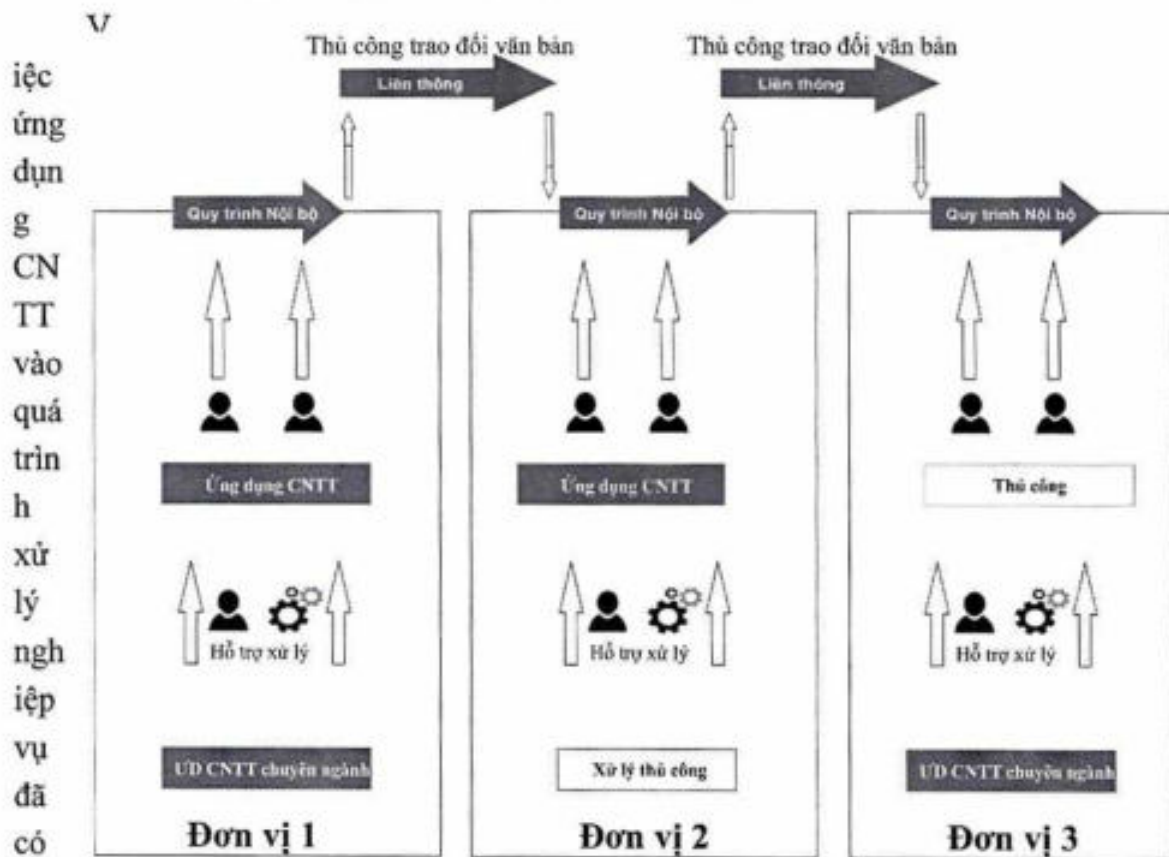 V
iệc
ứng
dụn
g
CN
TT
vào
quá
trìn
h
xử
lý
ngh
iệp
vụ
đã
có
Thủ công trao đổi văn bản
Thủ công trao đổi văn bản
Liên thông
Liên thông
Quy trình Nội bộ
Quy trình Nội bộ
Quy trình Nội bộ
Ứng dụng CNTT
Ứng dụng CNTT
Thủ công
Hỗ trợ xử lý
Hỗ trợ xử lý
Hỗ trợ xử lý
ƯD CNTT chuyên ngành
Xử lý thủ công
ƯD CNTT chuyên ngành
Đơn vị 1
Đơn vị 2
Đơn vị 3